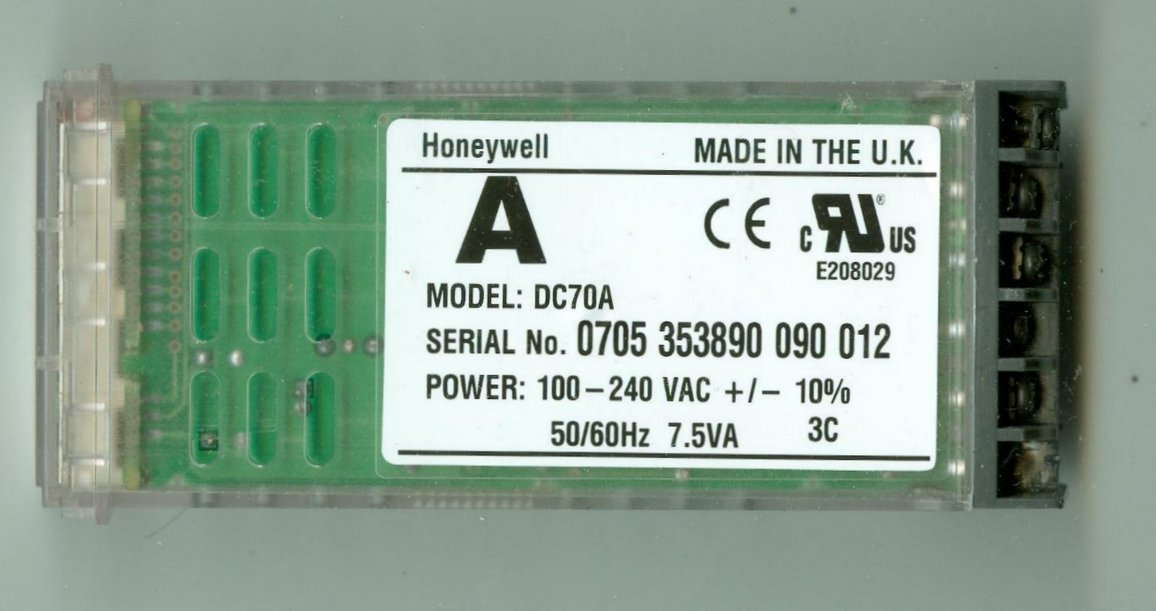 Honeywell MADE IN THE U.K.
A CE c RU® US
E208029
MODEL: DC70A
SERIAL No. 0705 353890 090 012
POWER: 100–240 VAC +/– 10%
50/60Hz 7.5VA 3C